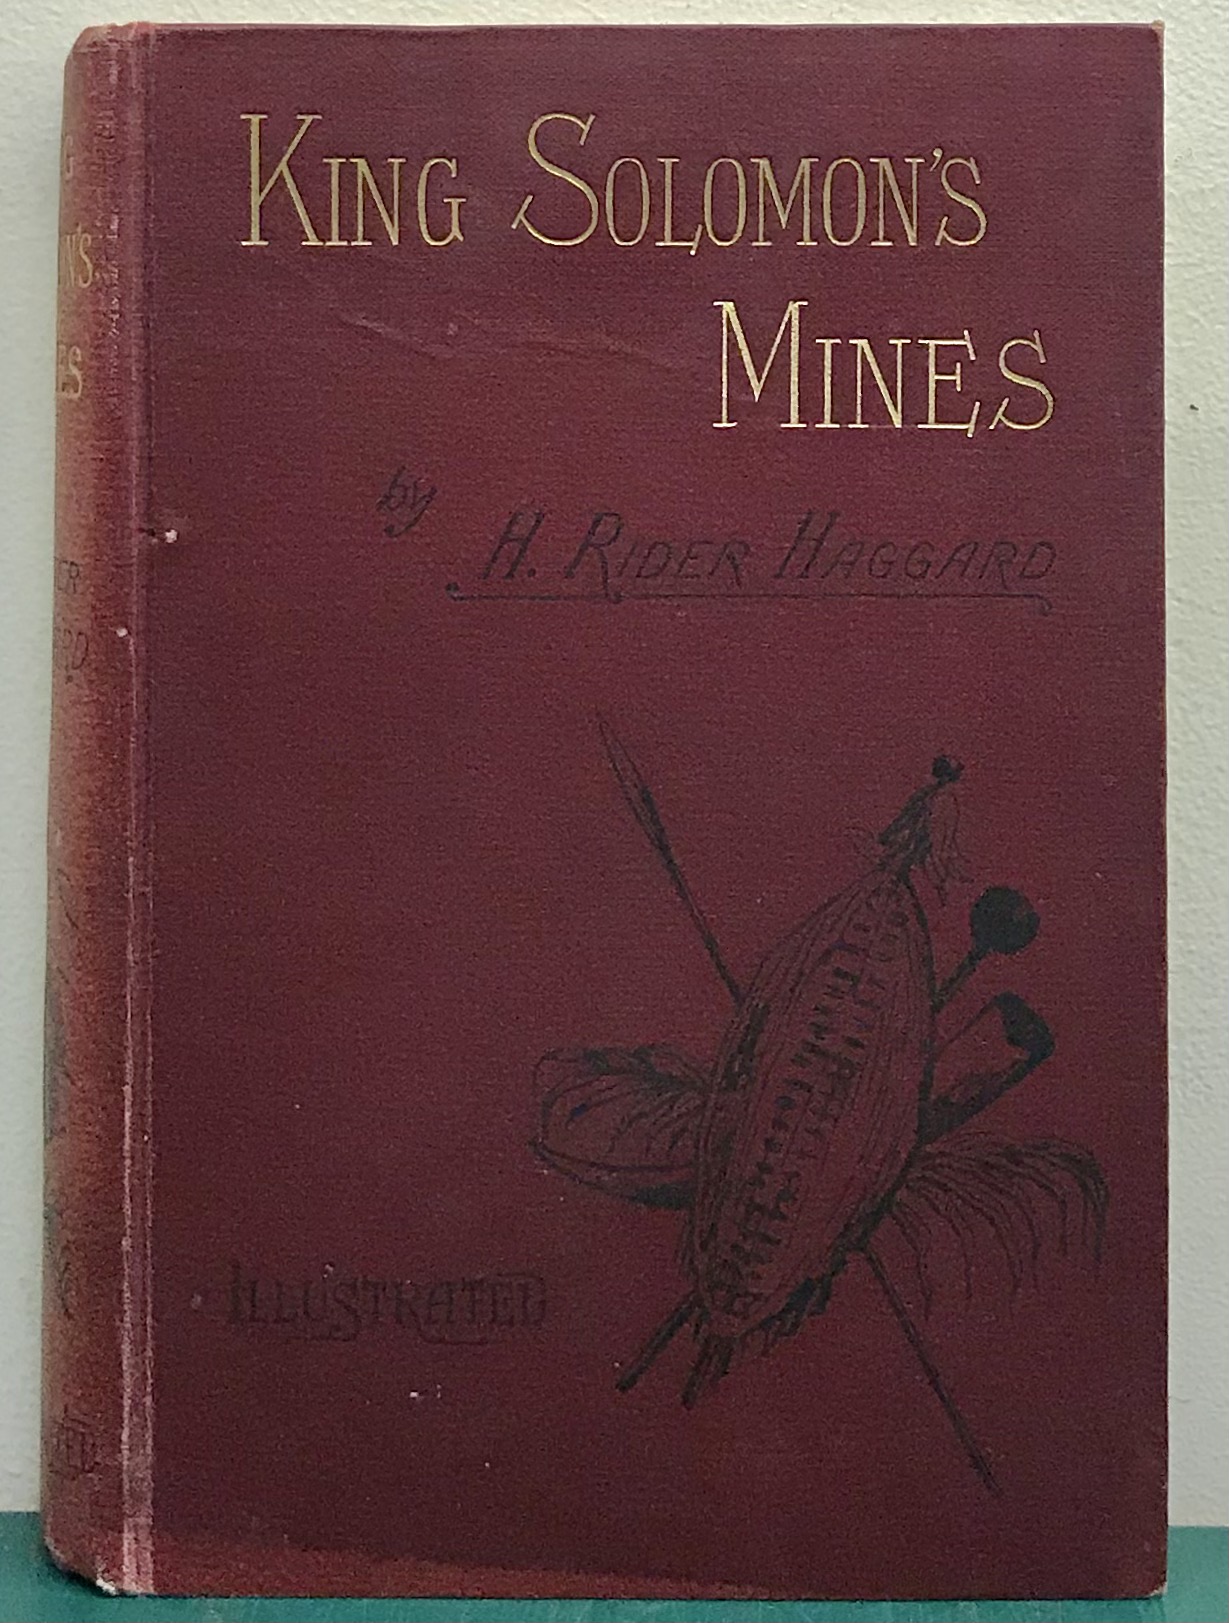 KING SOLOMON'S
MINES
by
H. RIDER HAGGARD
ILLUSTRATED